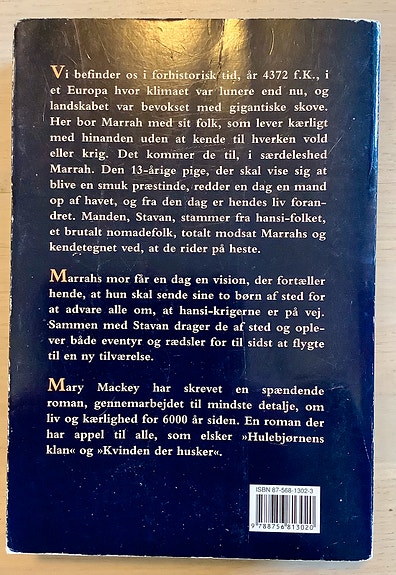 Vi befinder os i forhistorisk tid, år 4372 f.K., i
et Europa hvor klimaet var lunere end nu, og
landskabet var bevokset med gigantiske skove.
Her bor Marrah med sit folk, som lever kærligt
med hinanden uden at kende til hverken vold
eller krig. Det kommer de til, i særdeleshed
Marrah. Den 13-årige pige, der skal vise sig at
blive en smuk præstinde, redder en dag en mand
op af havet, og fra den dag er hendes liv foran-
dret. Manden, Stavan, stammer fra hansi-folket,
et brutalt nomadefolk, totalt modsat Marrahs og
kendetegnet ved, at de rider på heste.
Marrahs mor får en dag en vision, der fortæller
hende, at hun skal sende sine to børn af sted for
at advare alle om, at hansi-krigerne er på vej.
Sammen med Stavan drager de af sted og ople-
ver både eventyr og rædsler for til sidst at flygte
til en ny tilværelse.
Mary Mackey har skrevet en spændende
roman, gennemarbejdet til mindste detalje, om
liv og kærlighed for 6000 år siden. En roman der
har appel til alle, som elsker »Hulebjørnens
klan« og »Kvinden der husker«.
ISBN 87-568-1302-3
9 788756 813020